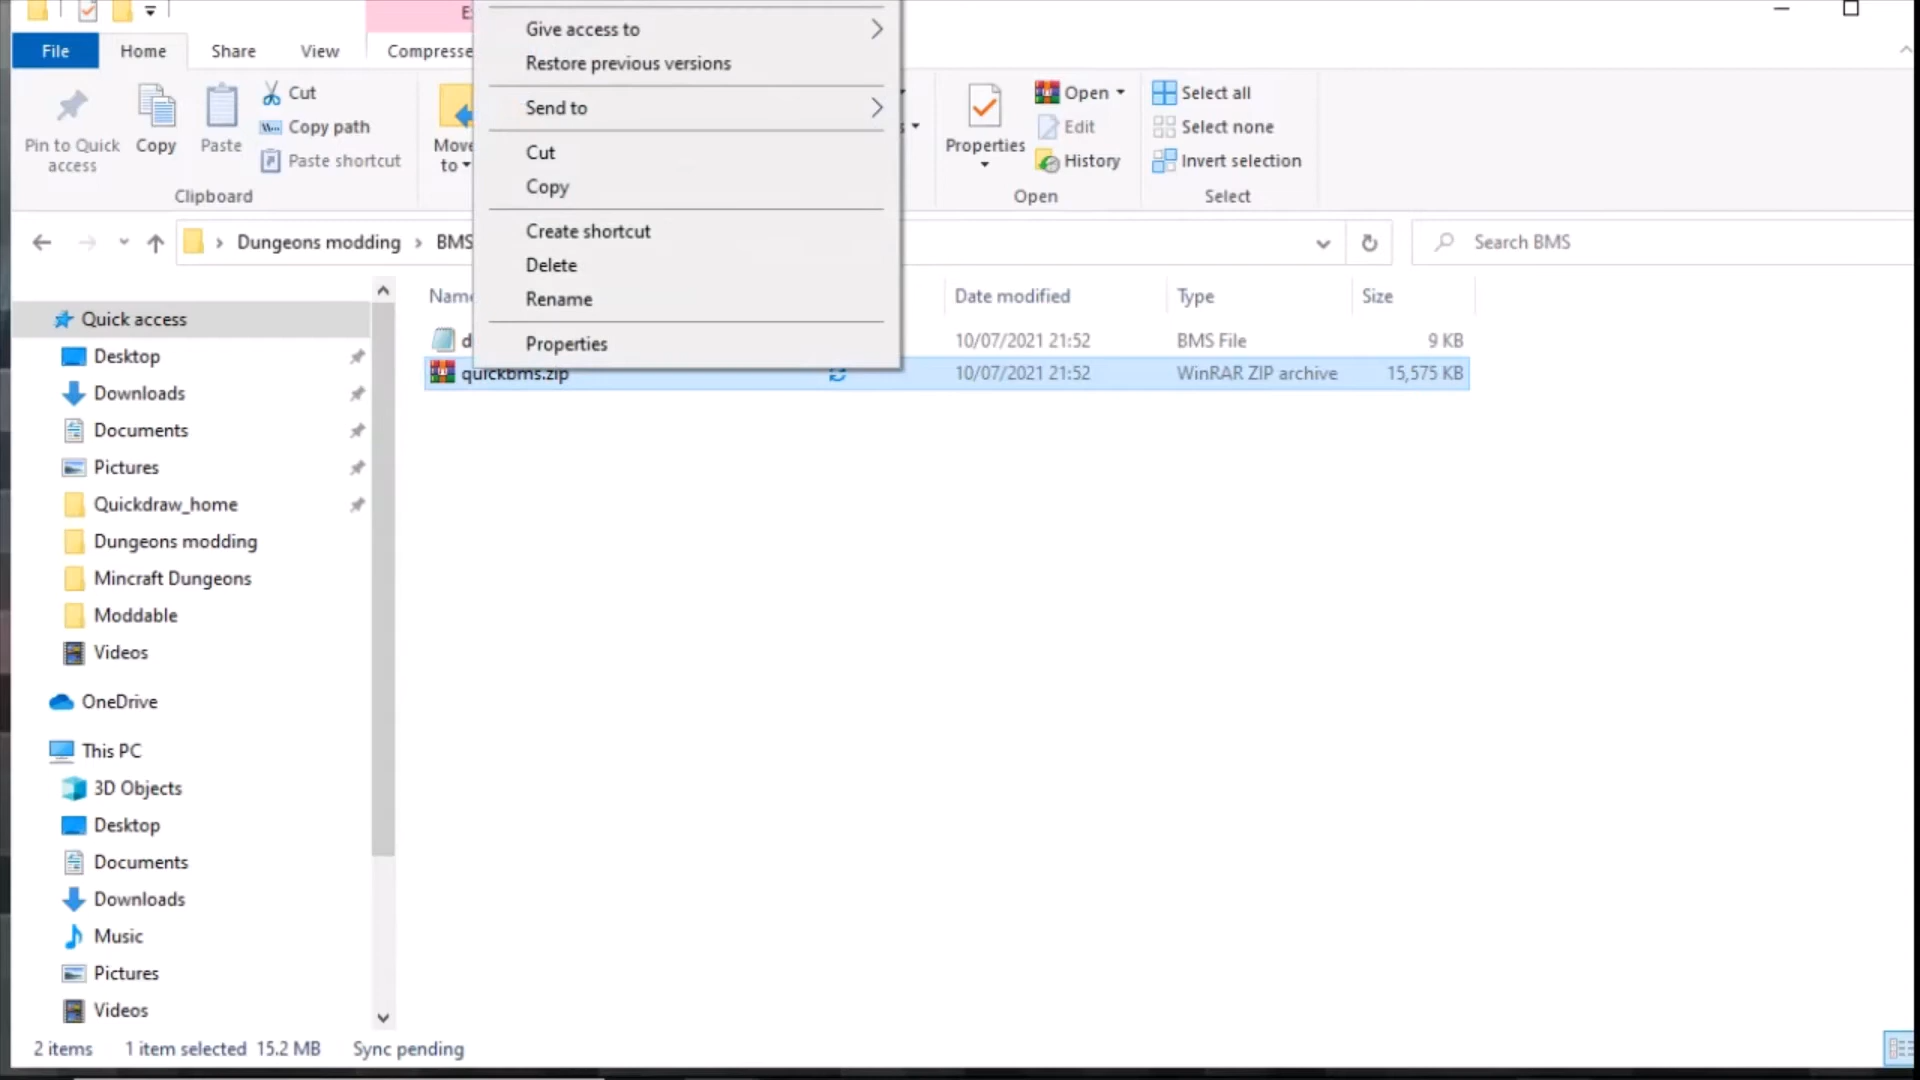 File
Home
Share
View
Compresse
Pin to Quick
access
Copy
Paste
Cut
Copy path
Paste shortcut
Clipboard
Move
to
Give access to
Restore previous versions
Send to
Cut
Copy
Create shortcut
Delete
Rename
Properties
Properties
Open
Edit
History
Open
Select all
Select none
Invert selection
Select
Dungeons modding
BMS
Search BMS
Name
Date modified
Type
Size
d
10/07/2021 21:52
BMS File
9 KB
quickbms.zip
10/07/2021 21:52
WinRAR ZIP archive
15,575 KB
Quick access
Desktop
Downloads
Documents
Pictures
Quickdraw_home
Dungeons modding
Mincraft Dungeons
Moddable
Videos
OneDrive
This PC
3D Objects
Desktop
Documents
Downloads
Music
Pictures
Videos
2 items
1 item selected 15.2 MB
Sync pending